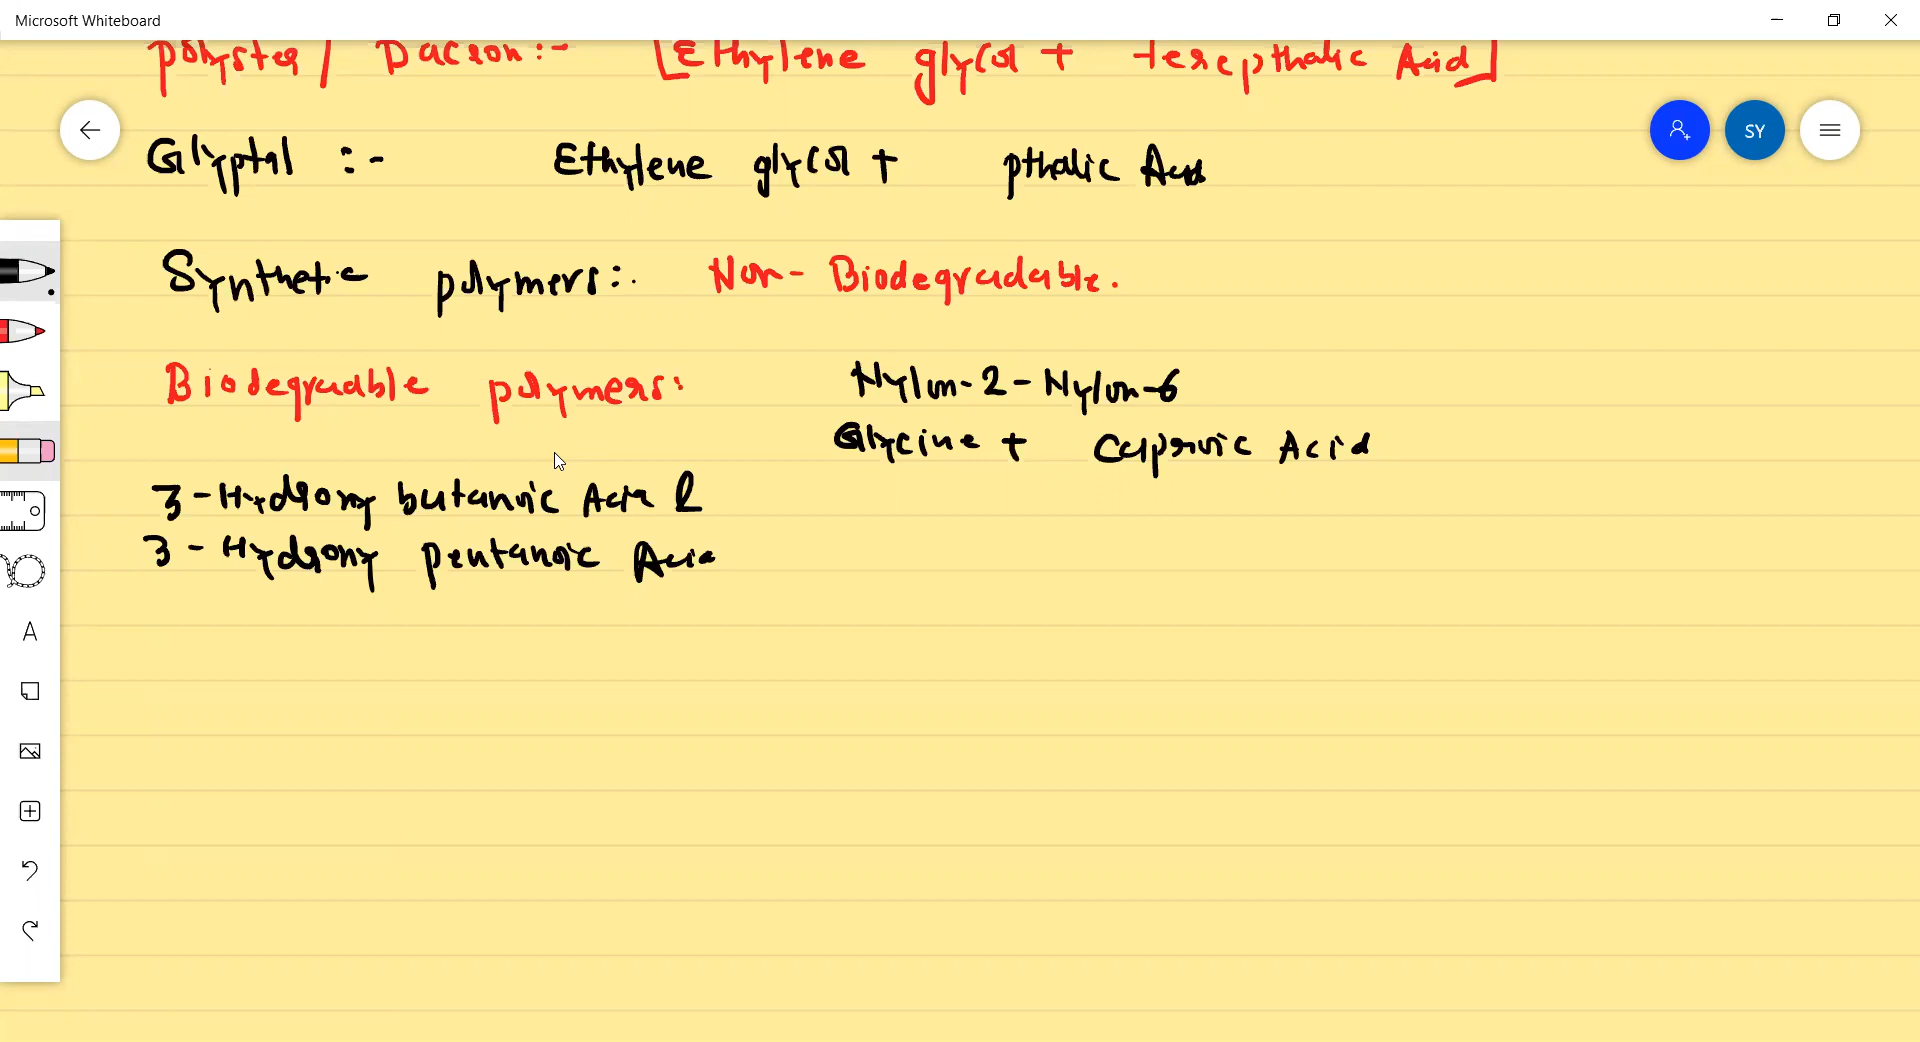 Microsoft Whiteboard
polyster / Dacron:- [Ethylene glycol + terepthalic Acid]
SY
Glyptal :- Ethylene glycol + pthalic Acid
Synthetic polymers:- Non-Biodegradable.
Biodegradable polymers: Nylon-2-Nylon-6
Glycine + Caproic Acid
3-Hydroxy butanoic Acid &
3-Hydroxy pentanoic Acid
A